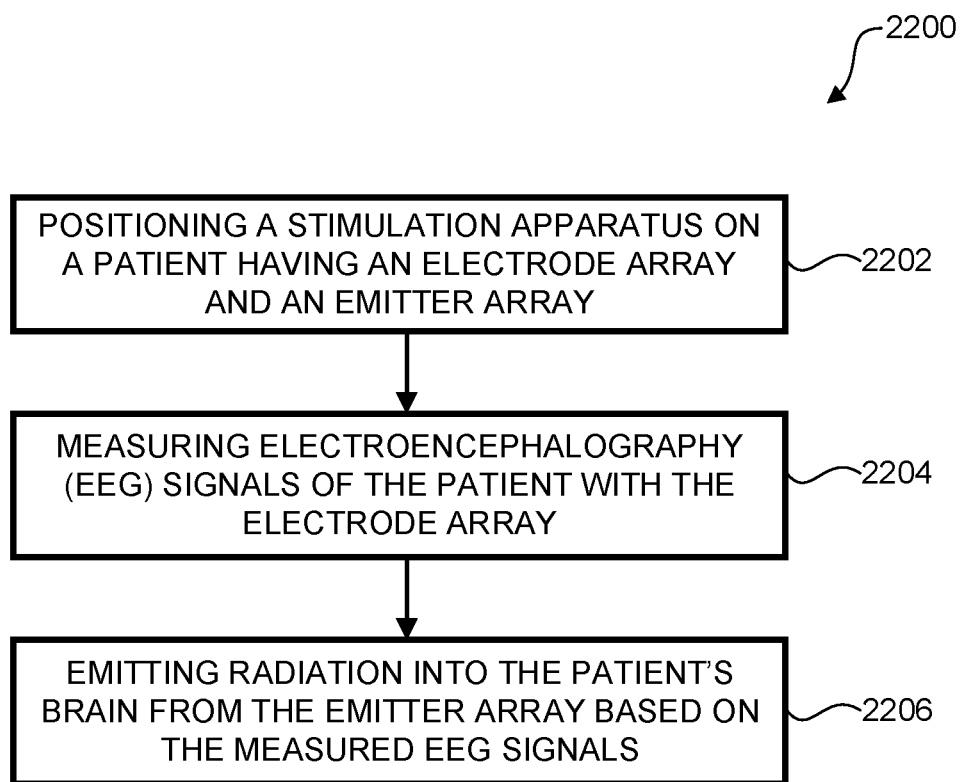 2200
POSITIONING A STIMULATION APPARATUS ON
A PATIENT HAVING AN ELECTRODE ARRAY
AND AN EMITTER ARRAY
2202
MEASURING ELECTROENCEPHALOGRAPHY
(EEG) SIGNALS OF THE PATIENT WITH THE
ELECTRODE ARRAY
2204
EMITTING RADIATION INTO THE PATIENT’S
BRAIN FROM THE EMITTER ARRAY BASED ON
THE MEASURED EEG SIGNALS
2206